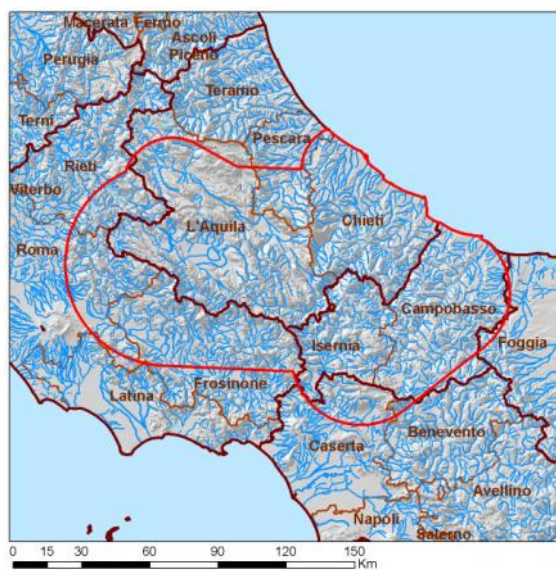 Macerata Fermo
Ascoli
Piceno
Perugia
Teramo
Terni
Pescara
Rieti
Viterbo
Chieti
L'Aquila
Roma
Campobasso
Isernia
Foggia
Frosinone
Latina
Benevento
Caserta
Avellino
Napoli
Salerno
0 15 30 60 90 120 150
Km